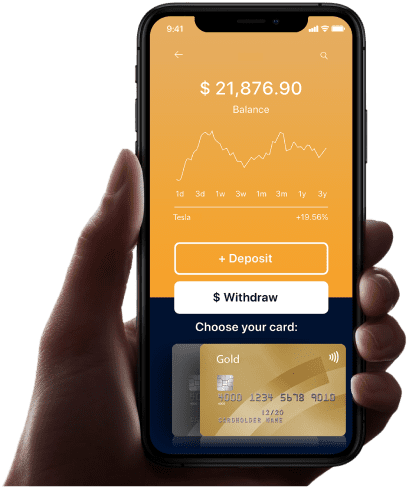 9:41
$ 21,876.90
Balance
1d 3d 1w 3w 1m 3m 1y 3y
Tesla +19.56%
+ Deposit
$ Withdraw
Choose your card:
Gold
4000 1234 5678 9010
12/20
CARDHOLDER NAME